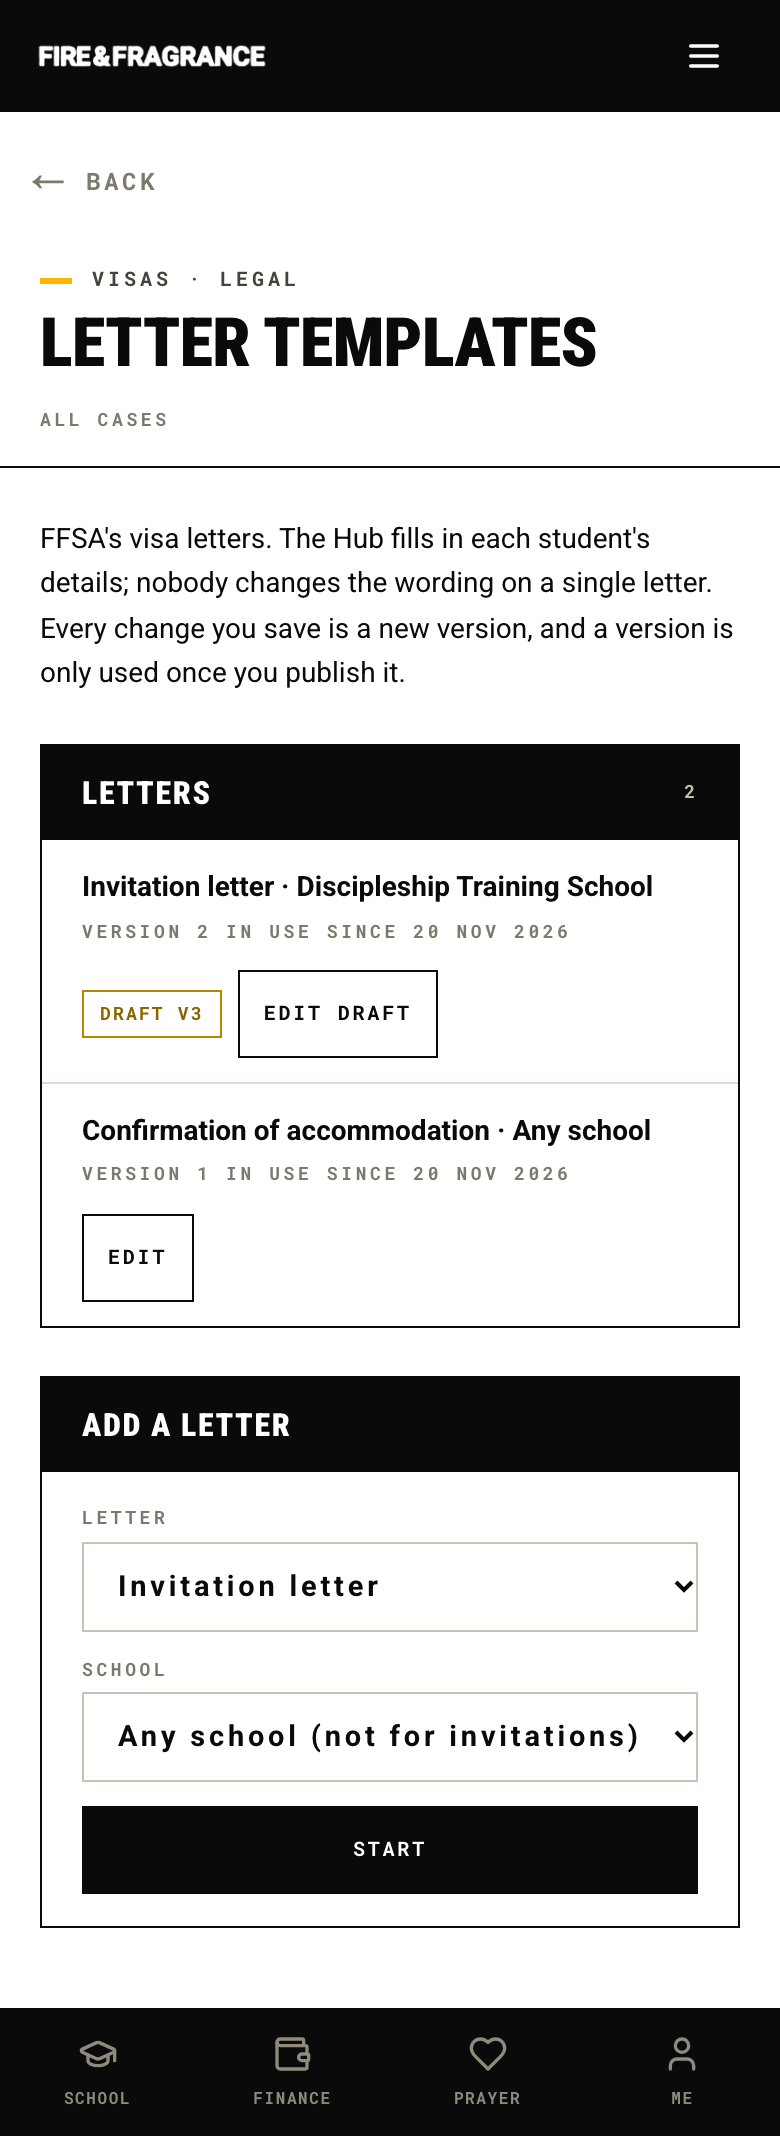 FIRE&FRAGRANCE
← BACK
VISAS · LEGAL
LETTER TEMPLATES
ALL CASES
FFSA's visa letters. The Hub fills in each student's
details; nobody changes the wording on a single letter.
Every change you save is a new version, and a version is
only used once you publish it.
LETTERS 2
Invitation letter · Discipleship Training School
VERSION 2 IN USE SINCE 20 NOV 2026
DRAFT V3 EDIT DRAFT
Confirmation of accommodation · Any school
VERSION 1 IN USE SINCE 20 NOV 2026
EDIT
ADD A LETTER
LETTER
Invitation letter
SCHOOL
Any school (not for invitations)
START
SCHOOL FINANCE PRAYER ME